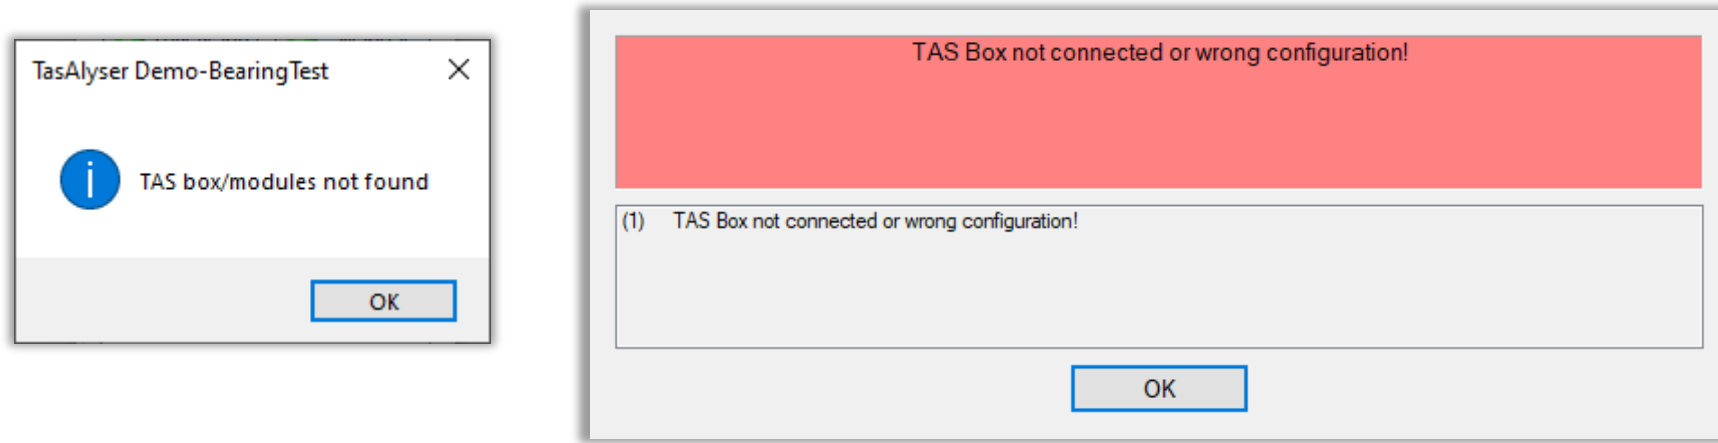 TasAlyser Demo-BearingTest
TAS box/modules not found
OK
TAS Box not connected or wrong configuration!
(1) TAS Box not connected or wrong configuration!
OK